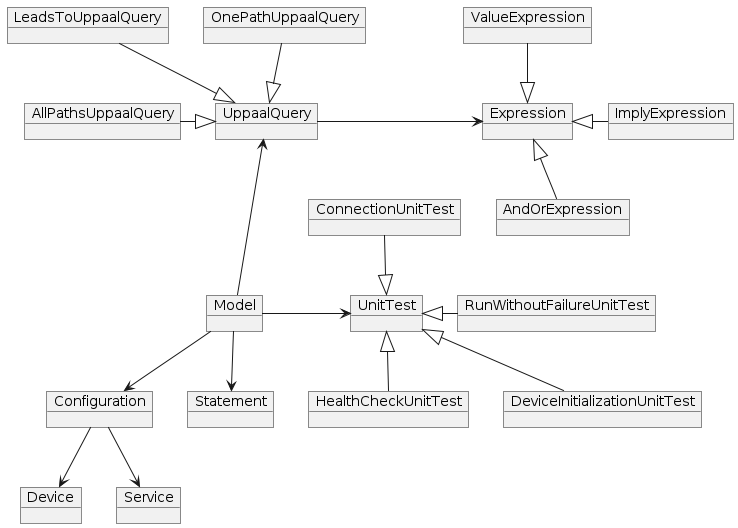 LeadsToUppaalQuery
OnePathUppaalQuery
ValueExpression
AllPathsUppaalQuery
UppaalQuery
Expression
ImplyExpression
ConnectionUnitTest
AndOrExpression
Model
UnitTest
RunWithoutFailureUnitTest
Configuration
Statement
HealthCheckUnitTest
DeviceInitializationUnitTest
Device
Service